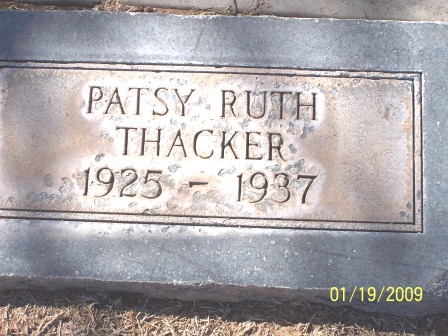 PATSY RUTH
THACKER
1925 - 1937
01/19/2009